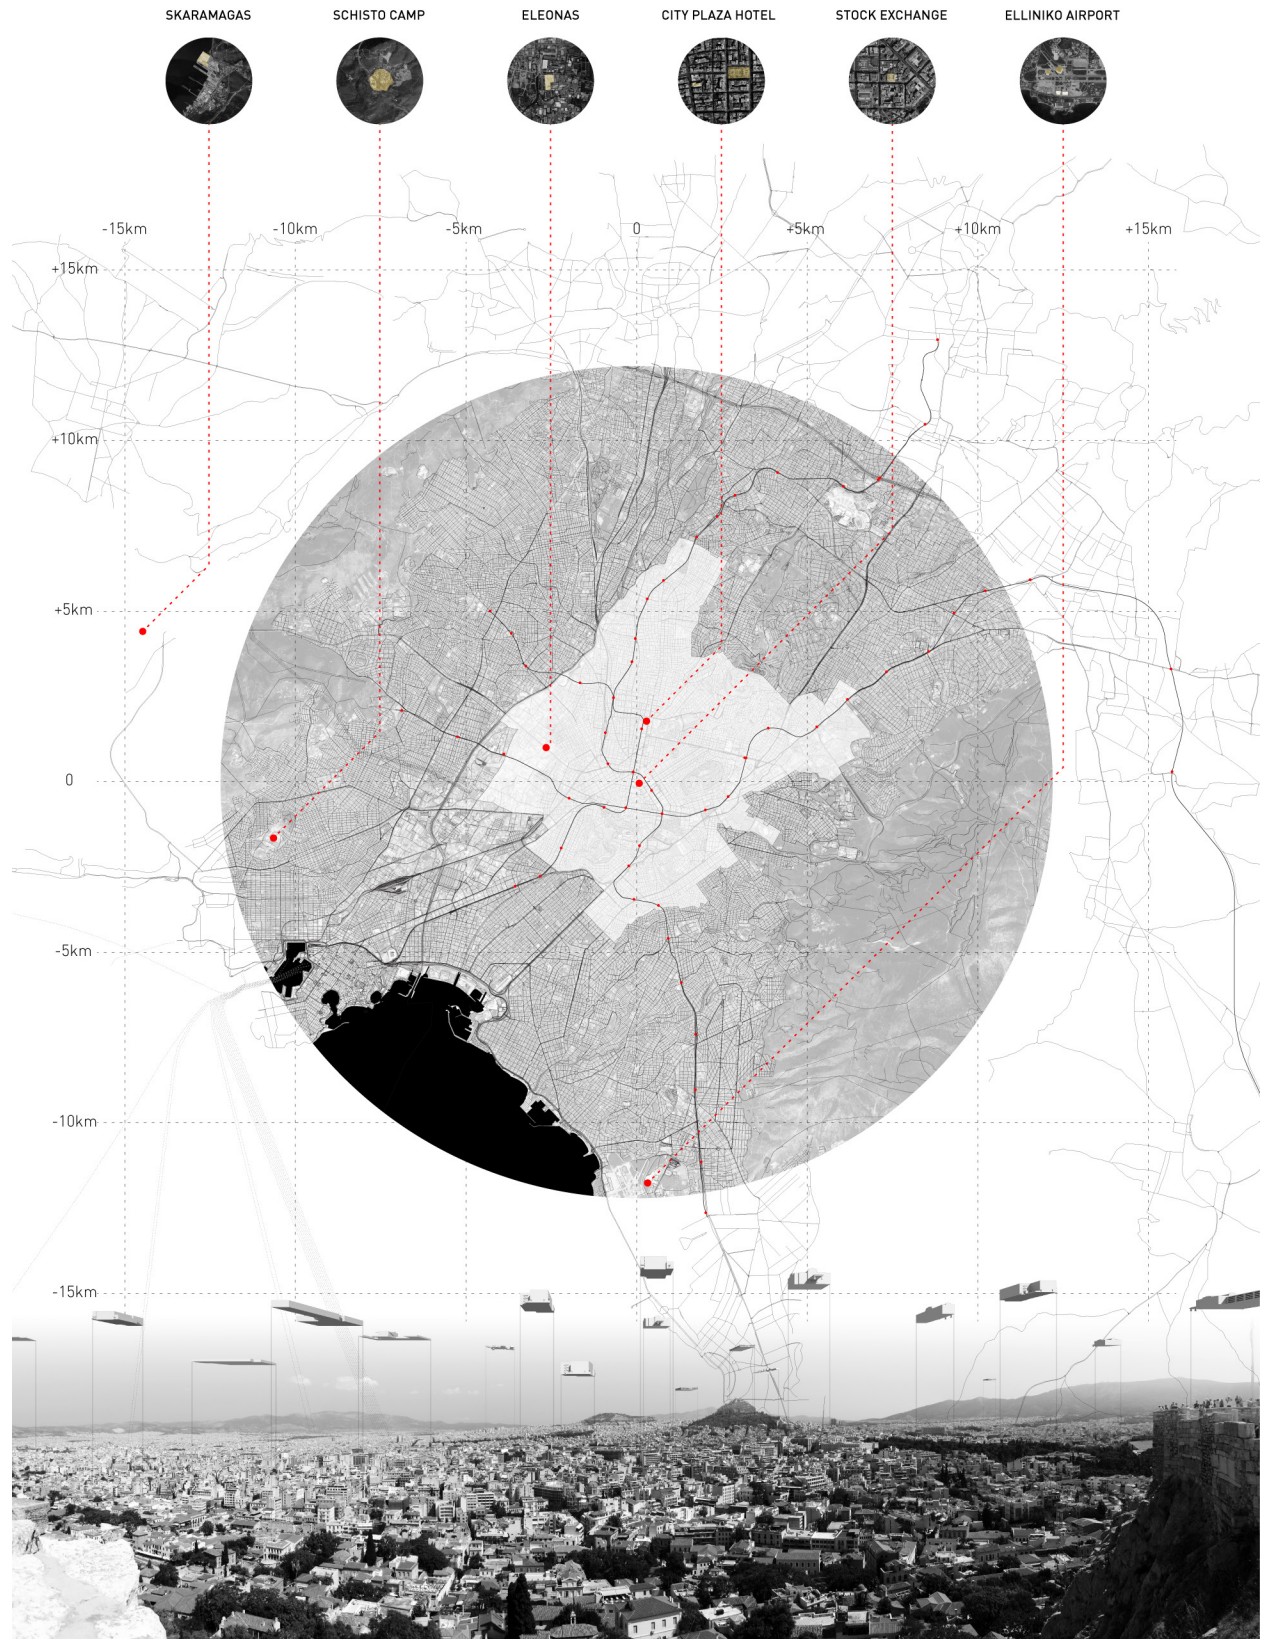 SKARAMAGAS
SCHISTO CAMP
ELEONAS
CITY PLAZA HOTEL
STOCK EXCHANGE
ELLINIKO AIRPORT
-15km
-10km
-5km
0
+5km
+10km
+15km
+15km
+10km
+5km
0
-5km
-10km
-15km